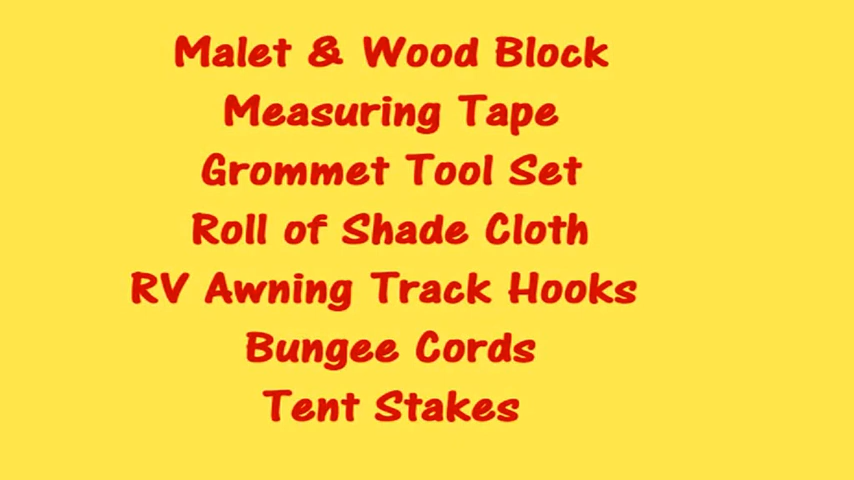 Malet & Wood Block
Measuring Tape
Grommet Tool Set
Roll of Shade Cloth
RV Awning Track Hooks
Bungee Cords
Tent Stakes